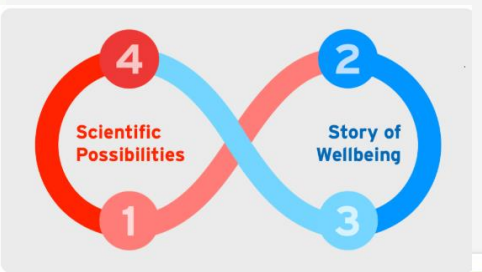 4
2
Scientific
Possibilities
Story of
Wellbeing
1
3